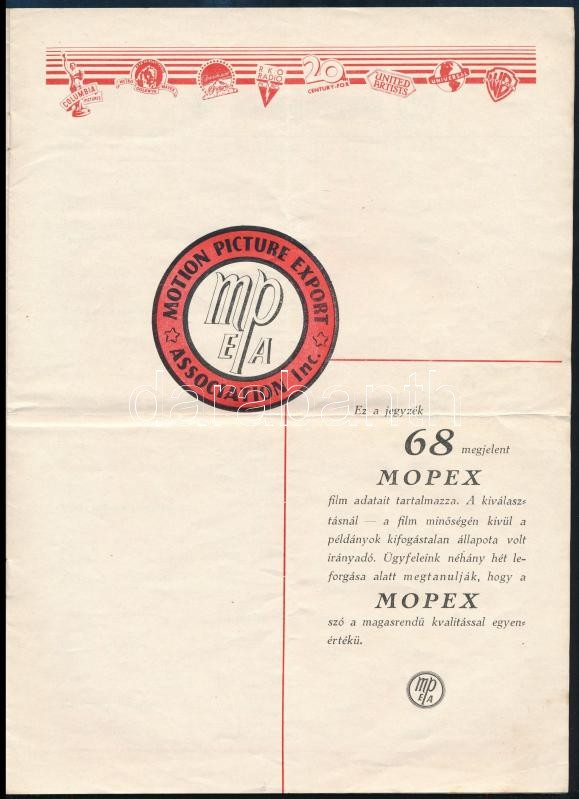 COLUMBIA
PICTURES
METRO
GOLDWYN
MAYER
Paramount
RKO
RADIO
20
CENTURY-FOX
UNITED
ARTISTS
UNIVERSAL
WB
MOTION PICTURE EXPORT
ASSOCIATION Inc.
mp
EA
darabanth
Ez a jegyzék
68 megjelent
MOPEX
film adatait tartalmazza. A kiválasz-
tásnál — a film minőségén kívül a
példányok kifogástalan állapota volt
irányadó. Ügyfeleink néhány hét le-
forgása alatt megtanulják, hogy a
MOPEX
szó a magasrendű kvalitással egyen-
értékü.
mp
EA